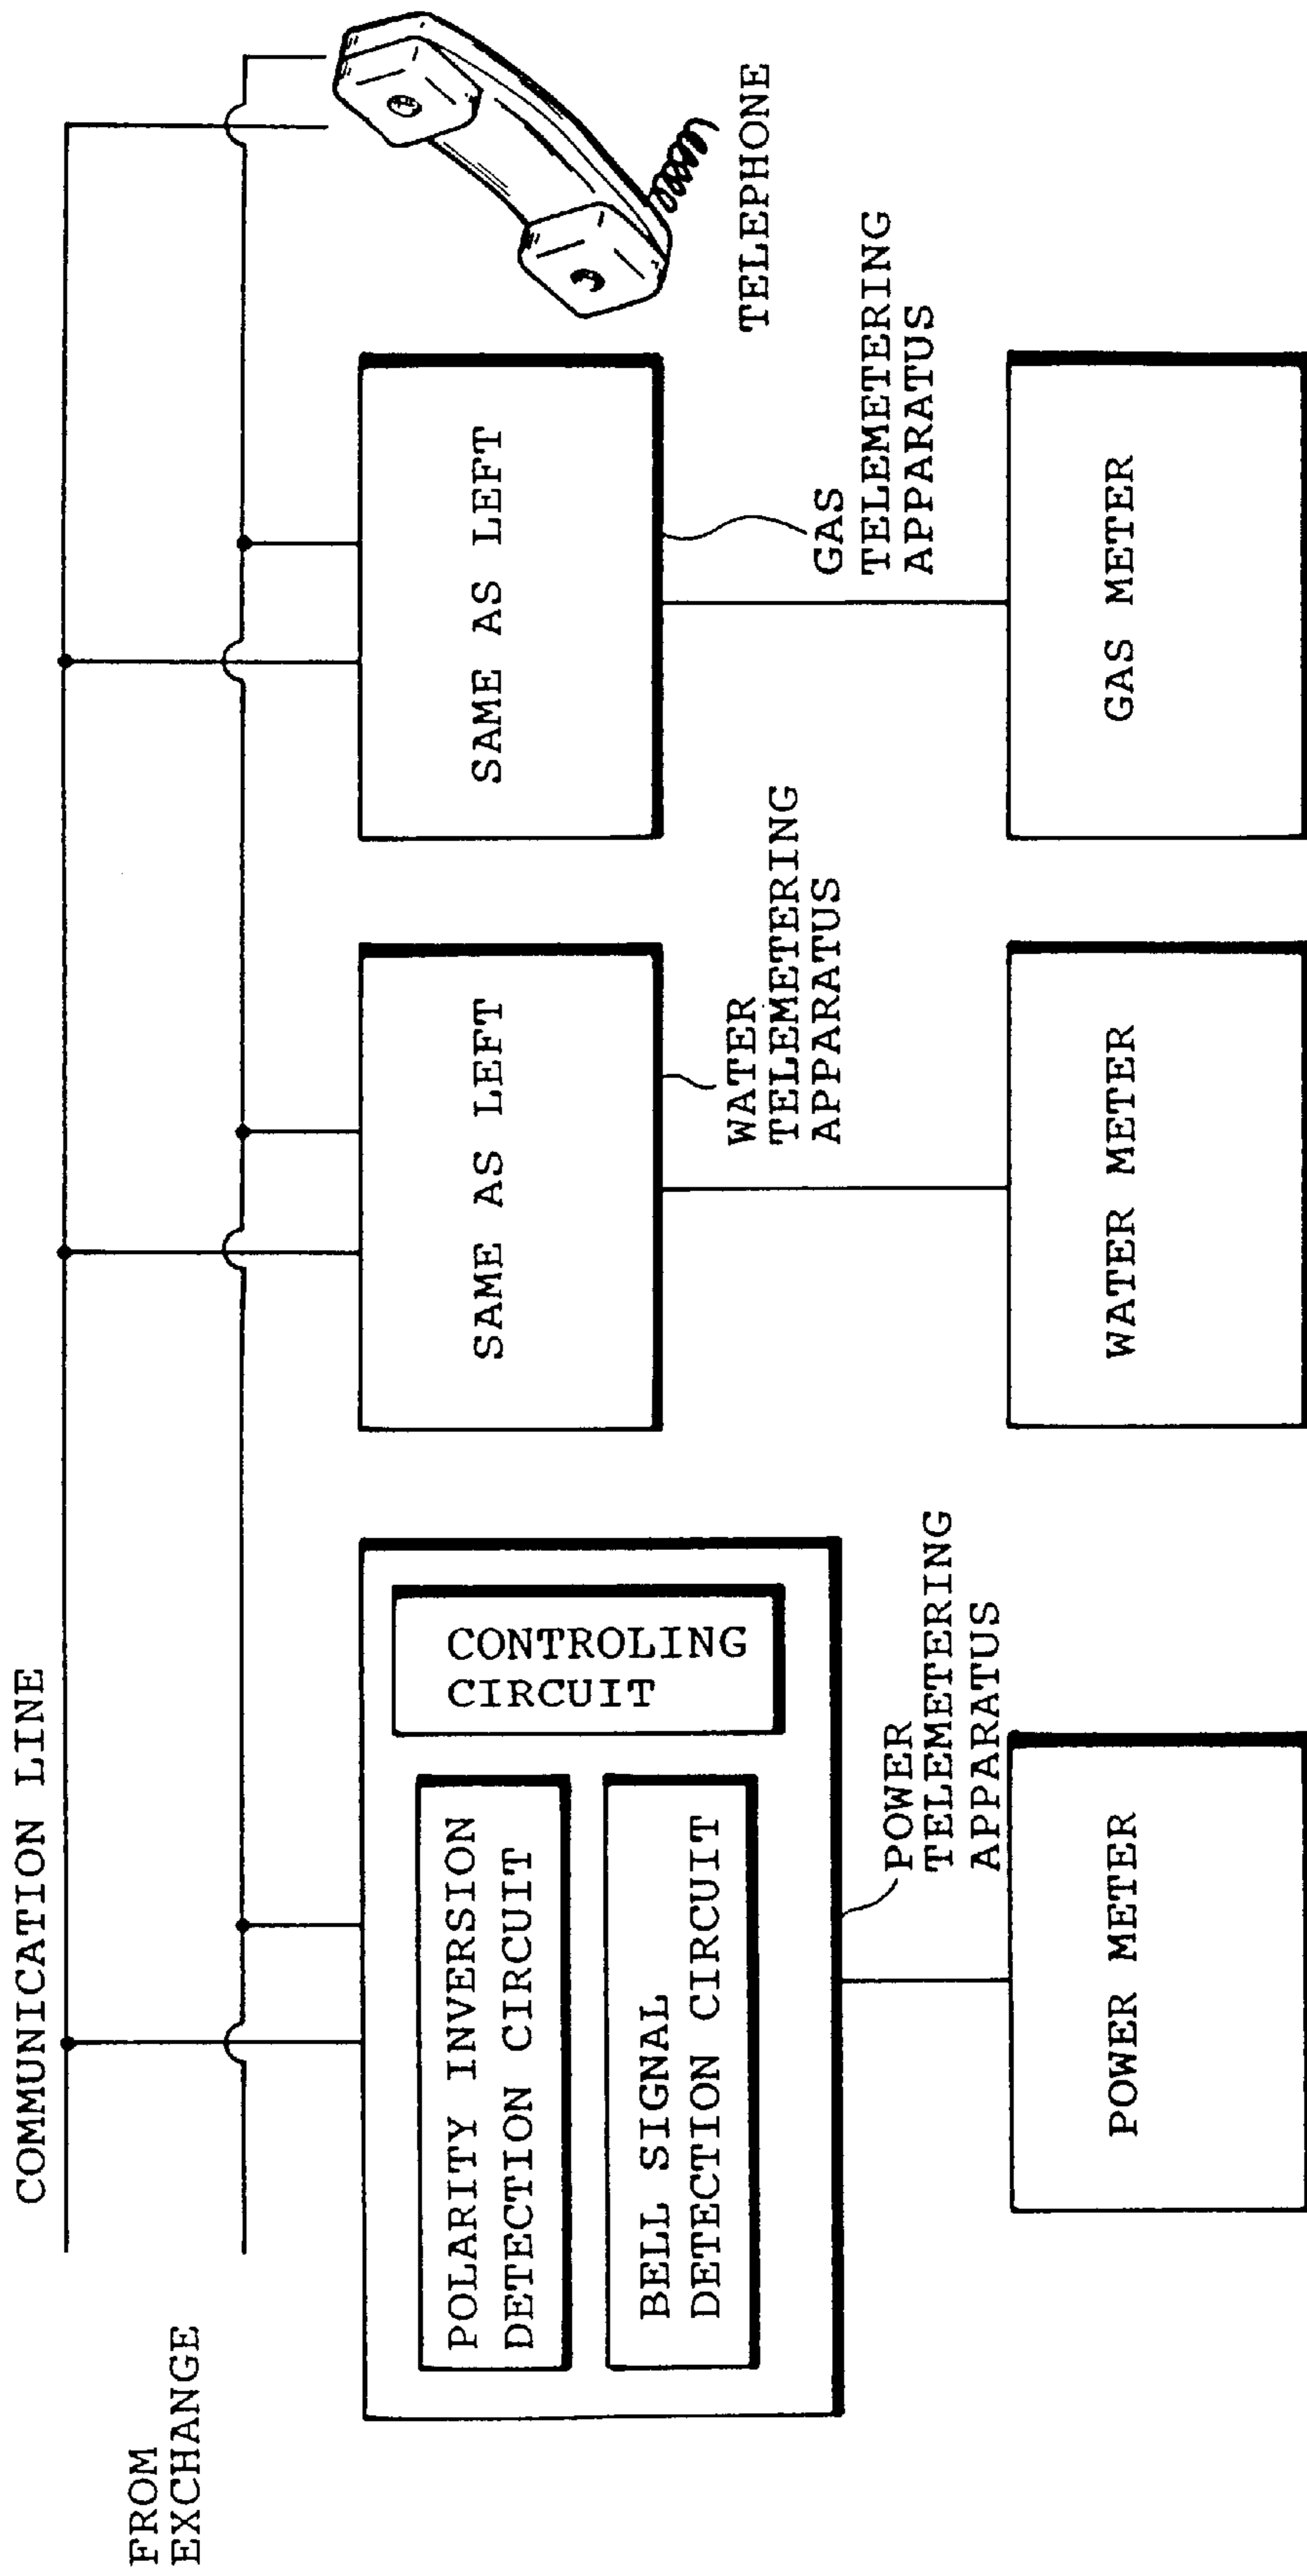 COMMUNICATION LINE
FROM
EXCHANGE
POLARITY INVERSION
DETECTION CIRCUIT
BELL SIGNAL
DETECTION CIRCUIT
CONTROLING
CIRCUIT
POWER
TELEMETERING
APPARATUS
POWER METER
SAME AS LEFT
WATER
TELEMETERING
APPARATUS
WATER METER
SAME AS LEFT
GAS
TELEMETERING
APPARATUS
GAS METER
TELEPHONE